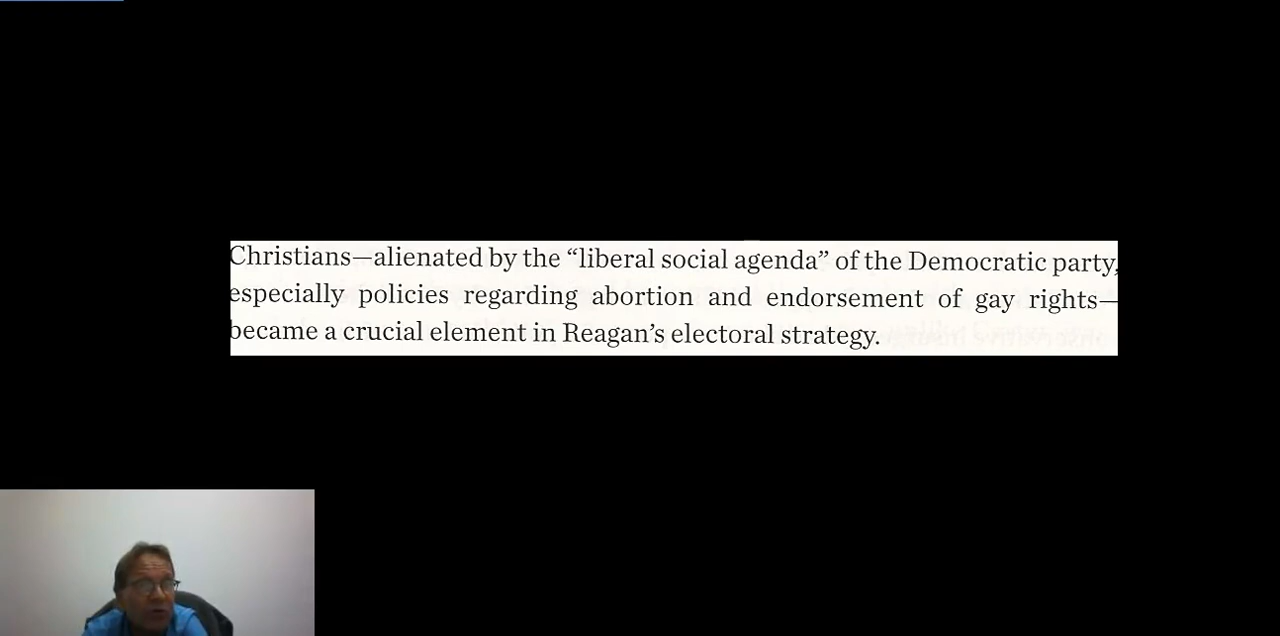 Christians—alienated by the “liberal social agenda” of the Democratic party,
especially policies regarding abortion and endorsement of gay rights—
became a crucial element in Reagan’s electoral strategy.